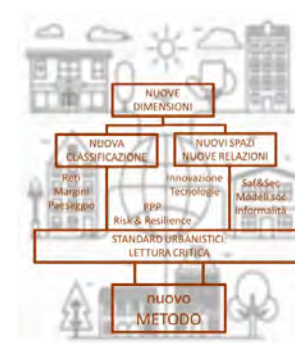 NUOVE
DIMENSIONI
NUOVA
CLASSIFICAZIONE
NUOVI SPAZI
NUOVE RELAZIONI
Reti
Margini
Paesaggio
Innovazione
Tecnologie
Saf&Sec
Modeli soc
Informalità
PPP
Risk & Resilience
STANDARD URBANISTICI:
LETTURA CRITICA
nuovo
METODO